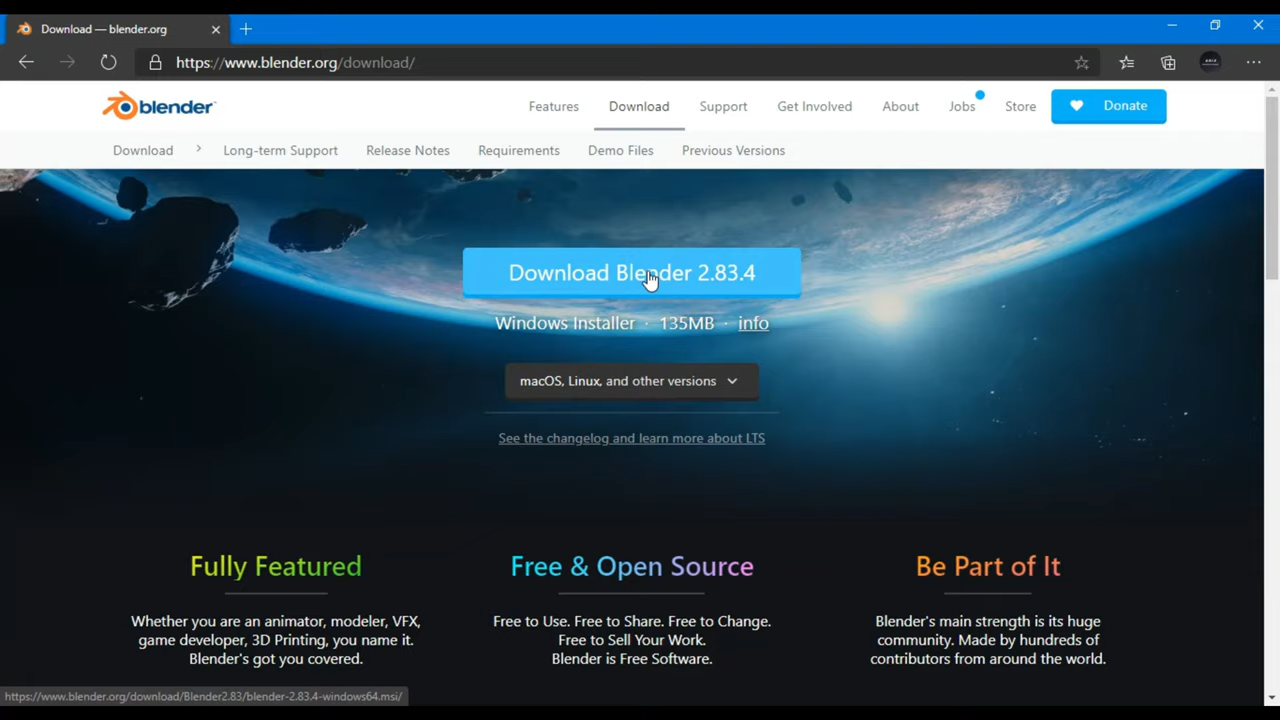 Download — blender.org
https://www.blender.org/download/
blender
Features Download Support Get Involved About Jobs Store Donate
Download Long-term Support Release Notes Requirements Demo Files Previous Versions
Download Blender 2.83.4
Windows Installer · 135MB · info
macOS, Linux, and other versions
See the changelog and learn more about LTS
Fully Featured
Whether you are an animator, modeler, VFX,
game developer, 3D Printing, you name it.
Blender's got you covered.
Free & Open Source
Free to Use. Free to Share. Free to Change.
Free to Sell Your Work.
Blender is Free Software.
Be Part of It
Blender's main strength is its huge
community. Made by hundreds of
contributors from around the world.
https://www.blender.org/download/Blender2.83/blender-2.83.4-windows64.msi/